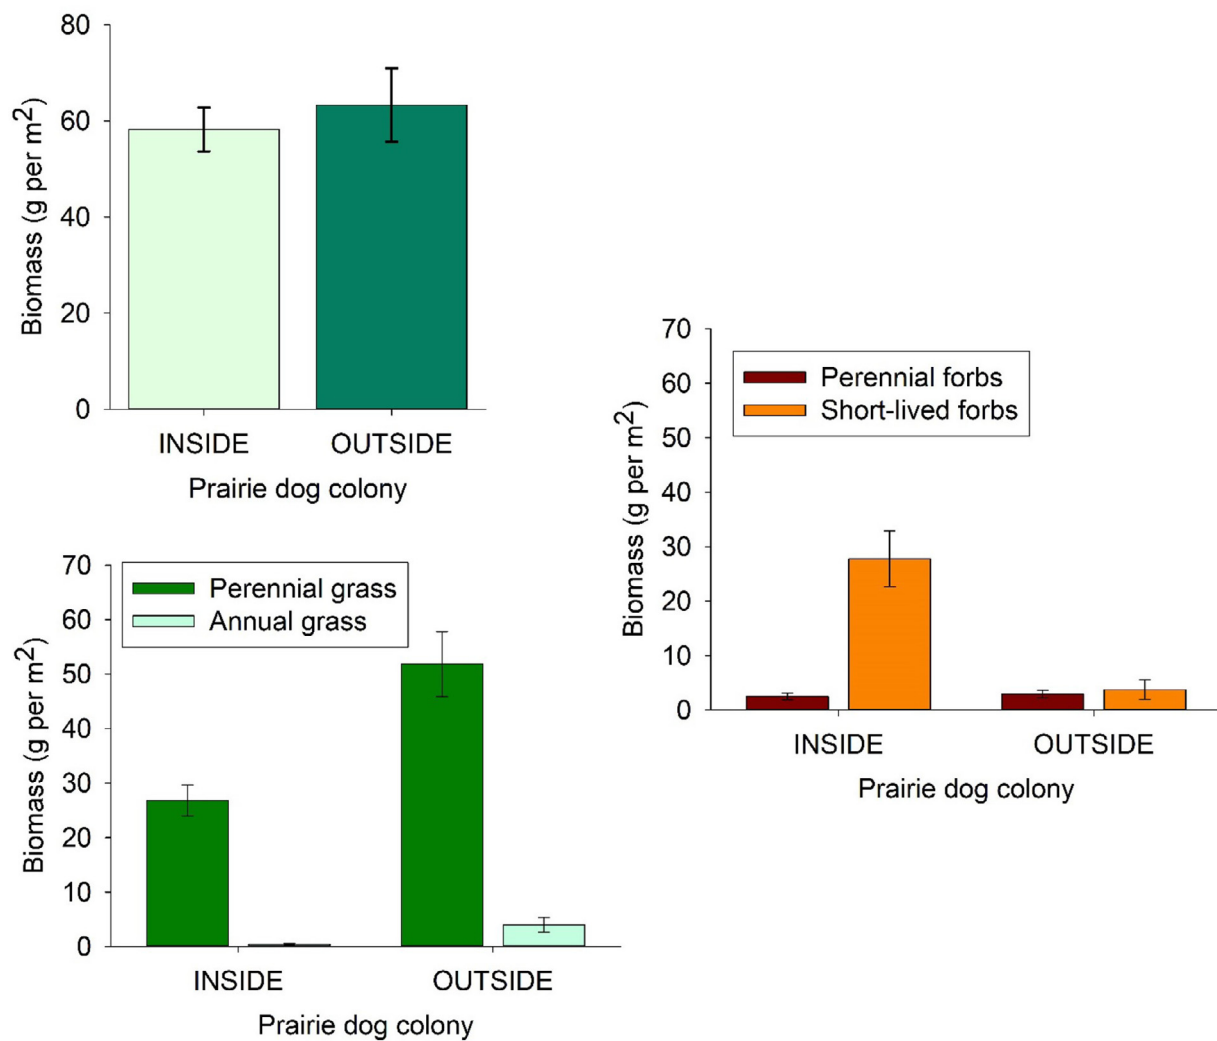 80
60
40
20
0
Biomass (g per m²)
INSIDE OUTSIDE
Prairie dog colony
70
60
50
40
30
20
10
0
Biomass (g per m²)
Perennial forbs
Short-lived forbs
INSIDE OUTSIDE
Prairie dog colony
70
60
50
40
30
20
10
0
Biomass (g per m²)
Perennial grass
Annual grass
INSIDE OUTSIDE
Prairie dog colony